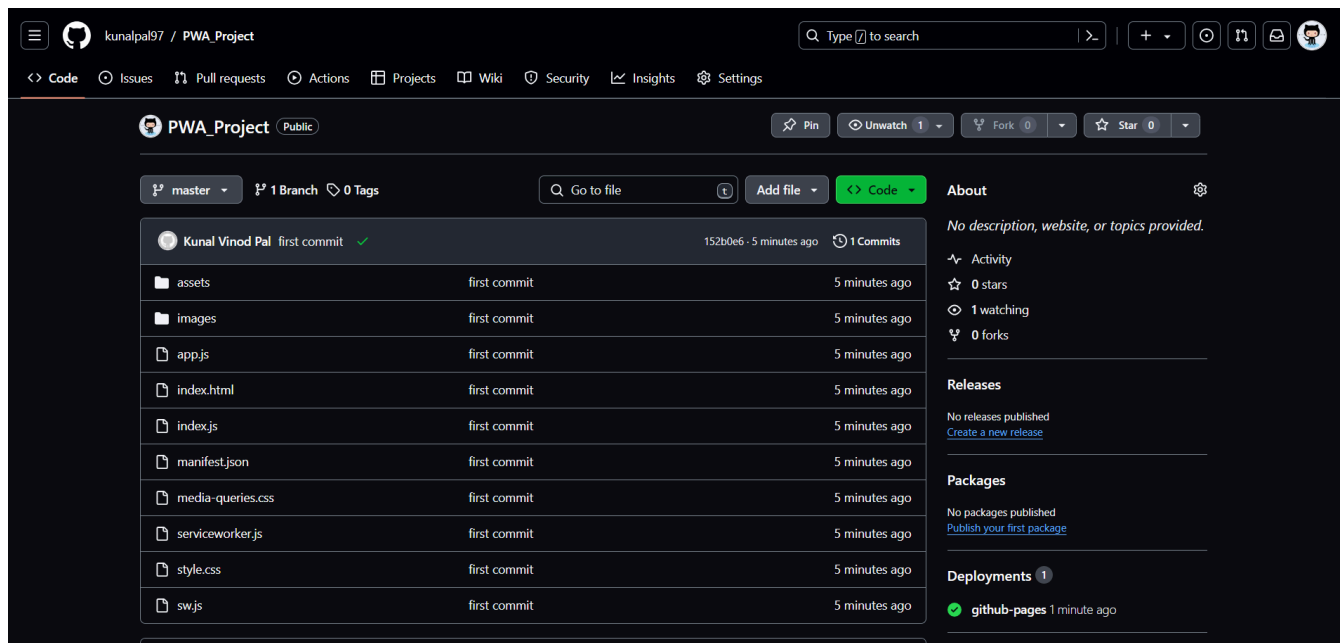 kunalpal97 / PWA_Project
Type / to search
<> Code Issues Pull requests Actions Projects Wiki Security Insights Settings
PWA_Project Public
Pin Unwatch 1 Fork 0 Star 0
master 1 Branch 0 Tags Go to file t Add file <> Code
Kunal Vinod Pal first commit 152b0e6 · 5 minutes ago 1 Commits
assets first commit 5 minutes ago
images first commit 5 minutes ago
app.js first commit 5 minutes ago
index.html first commit 5 minutes ago
index.js first commit 5 minutes ago
manifest.json first commit 5 minutes ago
media-queries.css first commit 5 minutes ago
serviceworker.js first commit 5 minutes ago
style.css first commit 5 minutes ago
sw.js first commit 5 minutes ago
About
No description, website, or topics provided.
Activity
0 stars
1 watching
0 forks
Releases
No releases published
Create a new release
Packages
No packages published
Publish your first package
Deployments 1
github-pages 1 minute ago